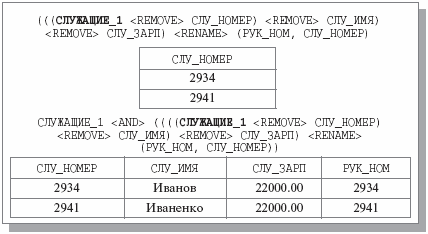 (((СЛУЖАЩИЕ_1 <REMOVE> СЛУ_НОМЕР) <REMOVE> СЛУ_ИМЯ)
<REMOVE> СЛУ_ЗАРП) <RENAME> (РУК_НОМ, СЛУ_НОМЕР)
СЛУ_НОМЕР
2934
2941
СЛУЖАЩИЕ_1 <AND> ((((СЛУЖАЩИЕ_1 <REMOVE> СЛУ_НОМЕР)
<REMOVE> СЛУ_ИМЯ) <REMOVE> СЛУ_ЗАРП) <RENAME>
(РУК_НОМ, СЛУ_НОМЕР))
СЛУ_НОМЕР СЛУ_ИМЯ СЛУ_ЗАРП РУК_НОМ
2934 Иванов 22000.00 2934
2941 Иваненко 22000.00 2941